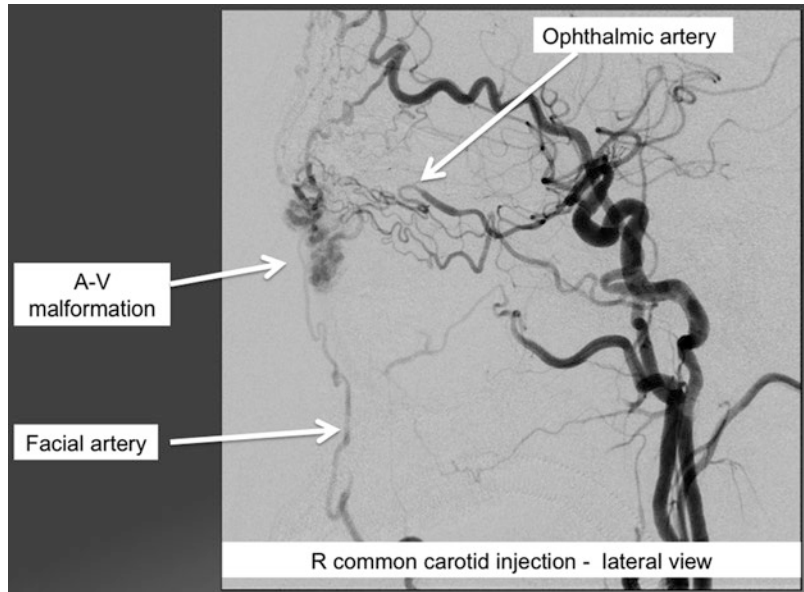 Ophthalmic artery
A-V
malformation
Facial artery
R common carotid injection - lateral view